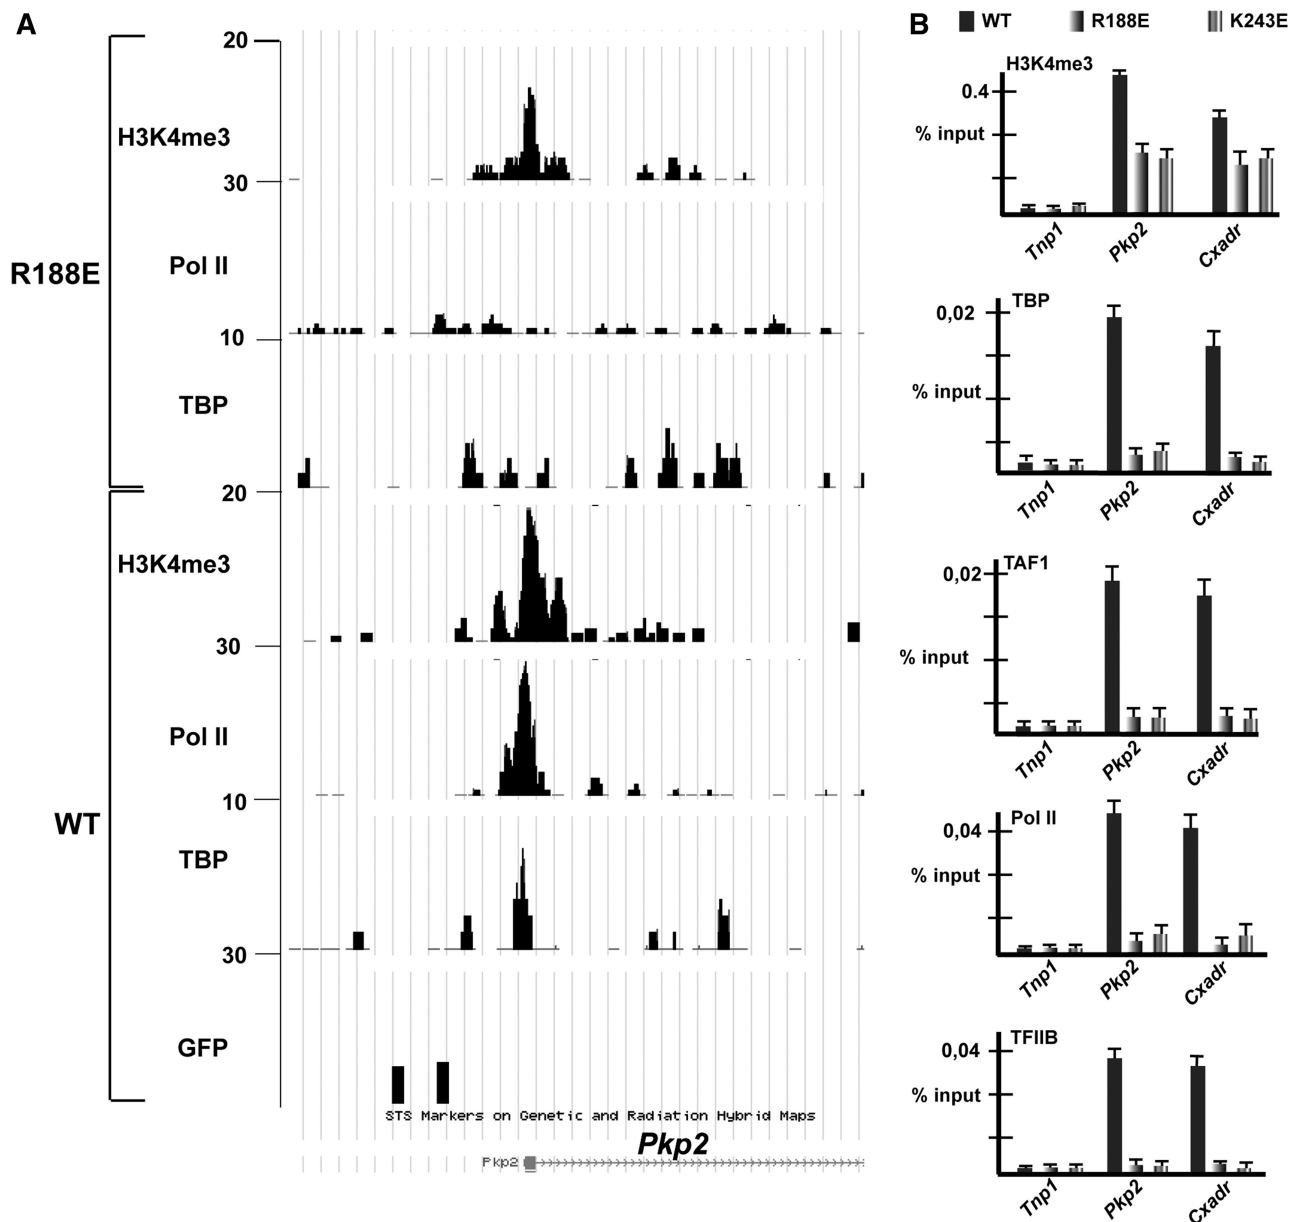 A
20
H3K4me3
30
R188E
Pol II
10
TBP
20
H3K4me3
30
Pol II
WT
10
TBP
30
GFP
STS Markers on Genetic and Radiation Hybrid Maps
Pkp2
Pkp2
B
WT R188E K243E
H3K4me3
0.4
% input
Tnp1 Pkp2 Cxadr
TBP
0,02
% input
Tnp1 Pkp2 Cxadr
TAF1
0,02
% input
Tnp1 Pkp2 Cxadr
Pol II
0,04
% input
Tnp1 Pkp2 Cxadr
TFIIB
0,04
% input
Tnp1 Pkp2 Cxadr